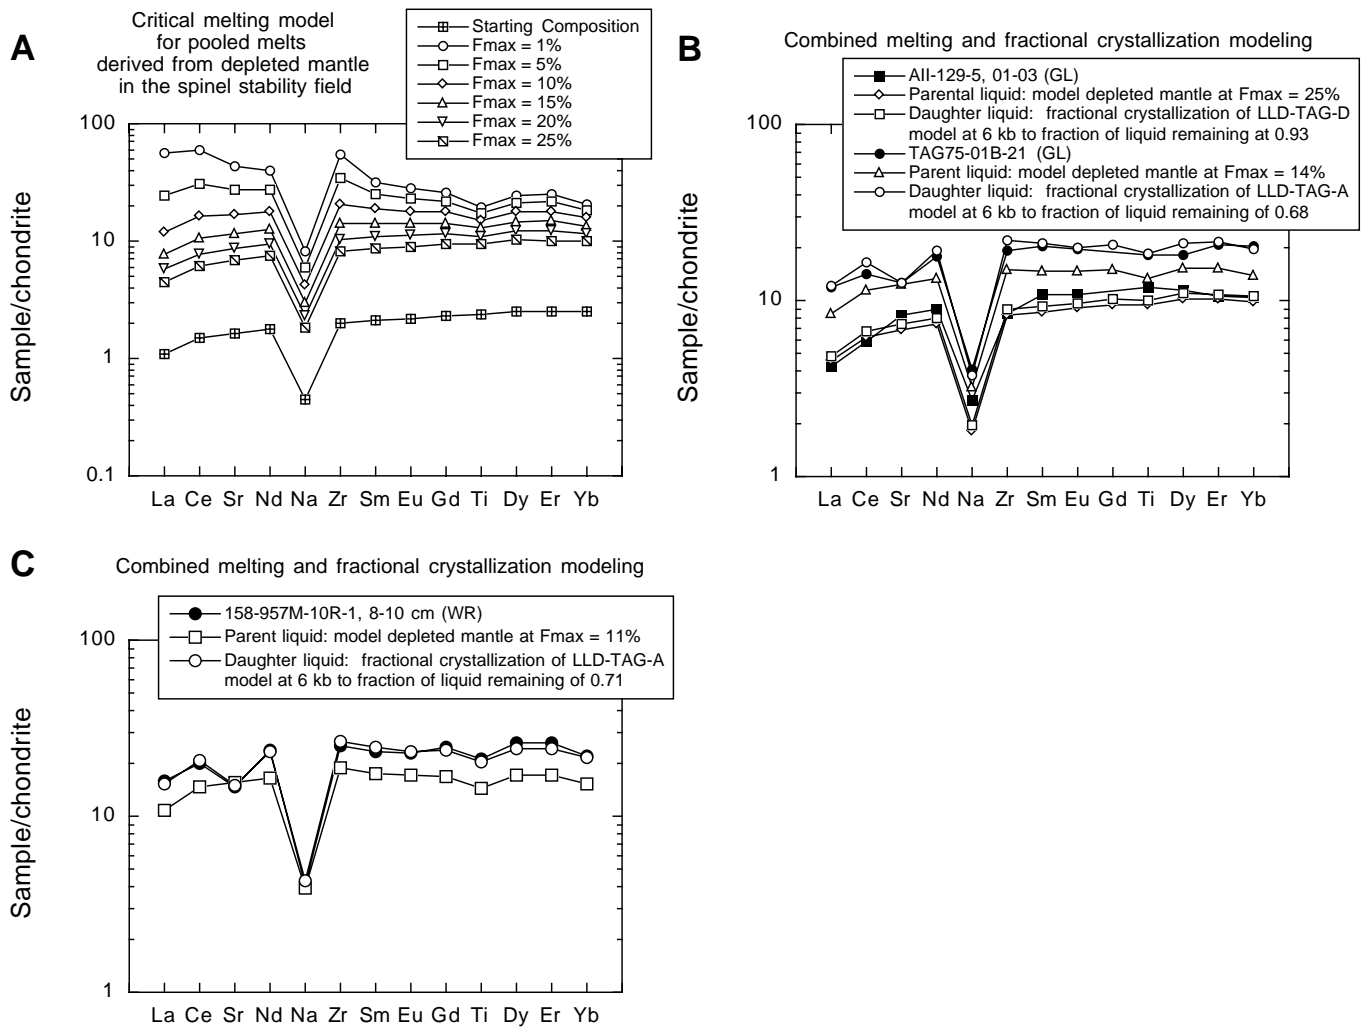 A
Critical melting model
for pooled melts
derived from depleted mantle
in the spinel stability field
Starting Composition
Fmax = 1%
Fmax = 5%
Fmax = 10%
Fmax = 15%
Fmax = 20%
Fmax = 25%
100
10
1
0.1
Sample/chondrite
La Ce Sr Nd Na Zr Sm Eu Gd Ti Dy Er Yb
B
Combined melting and fractional crystallization modeling
AII-129-5, 01-03 (GL)
Parental liquid: model depleted mantle at Fmax = 25%
Daughter liquid: fractional crystallization of LLD-TAG-D
model at 6 kb to fraction of liquid remaining at 0.93
TAG75-01B-21 (GL)
Parent liquid: model depleted mantle at Fmax = 14%
Daughter liquid: fractional crystallization of LLD-TAG-A
model at 6 kb to fraction of liquid remaining of 0.68
100
10
1
Sample/chondrite
La Ce Sr Nd Na Zr Sm Eu Gd Ti Dy Er Yb
C
Combined melting and fractional crystallization modeling
158-957M-10R-1, 8-10 cm (WR)
Parent liquid: model depleted mantle at Fmax = 11%
Daughter liquid: fractional crystallization of LLD-TAG-A
model at 6 kb to fraction of liquid remaining of 0.71
100
10
1
Sample/chondrite
La Ce Sr Nd Na Zr Sm Eu Gd Ti Dy Er Yb